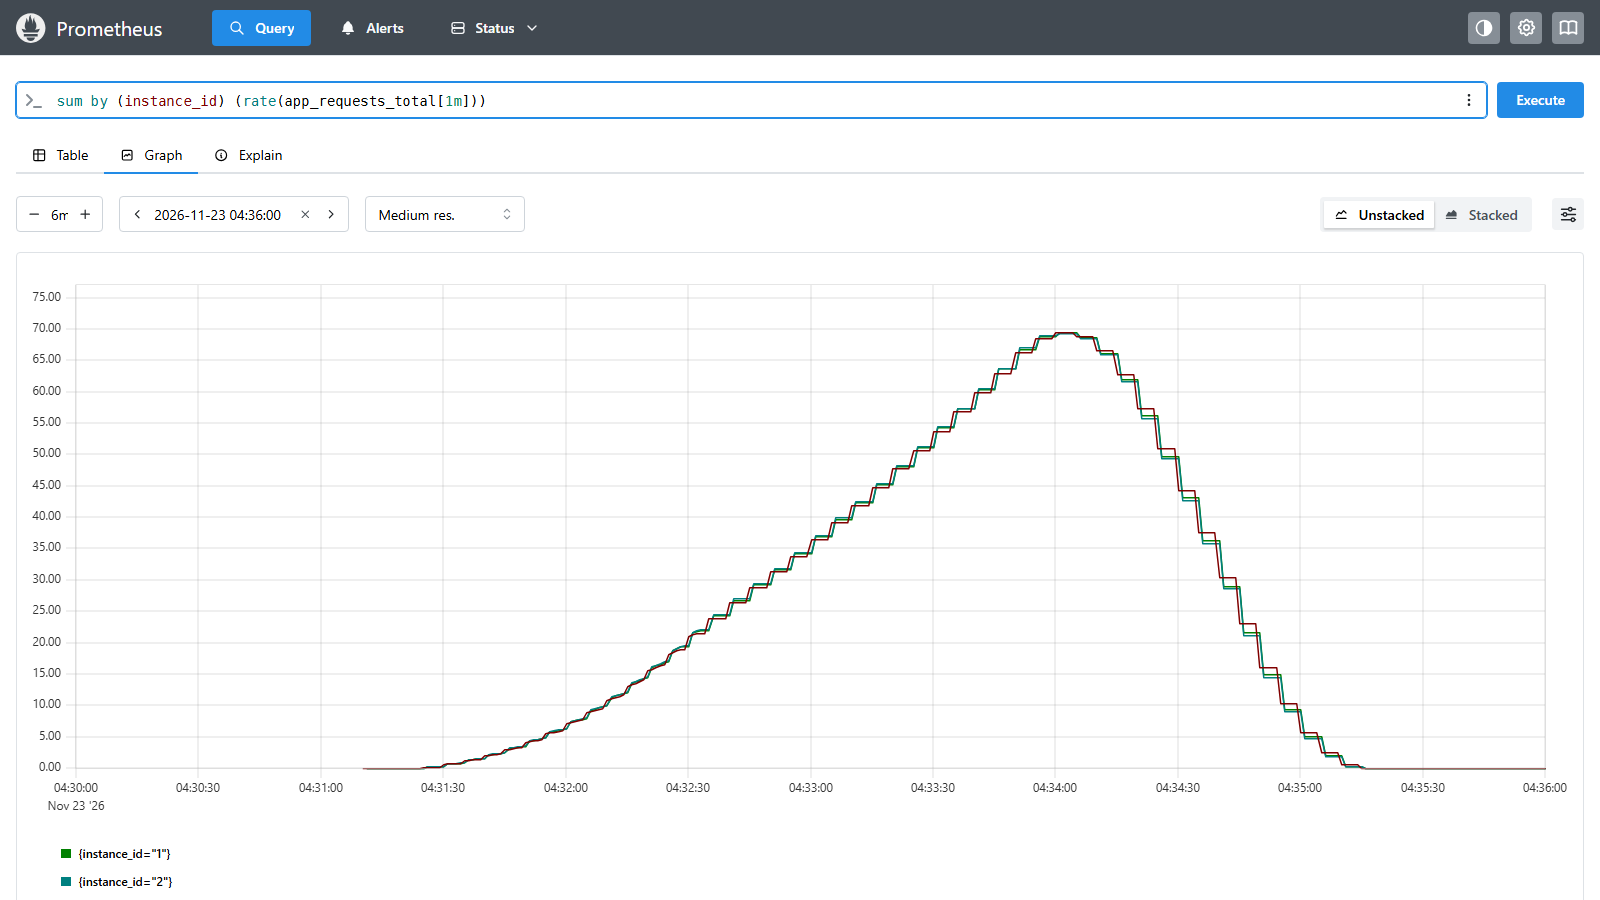 Prometheus
Query
Alerts
Status
sum by (instance_id) (rate(app_requests_total[1m]))
Execute
Table
Graph
Explain
6m
2026-11-23 04:36:00
Medium res.
Unstacked
Stacked
75.00
70.00
65.00
60.00
55.00
50.00
45.00
40.00
35.00
30.00
25.00
20.00
15.00
10.00
5.00
0.00
04:30:00 04:30:30 04:31:00 04:31:30 04:32:00 04:32:30 04:33:00 04:33:30 04:34:00 04:34:30 04:35:00 04:35:30 04:36:00
Nov 23 '26
{instance_id="1"}
{instance_id="2"}